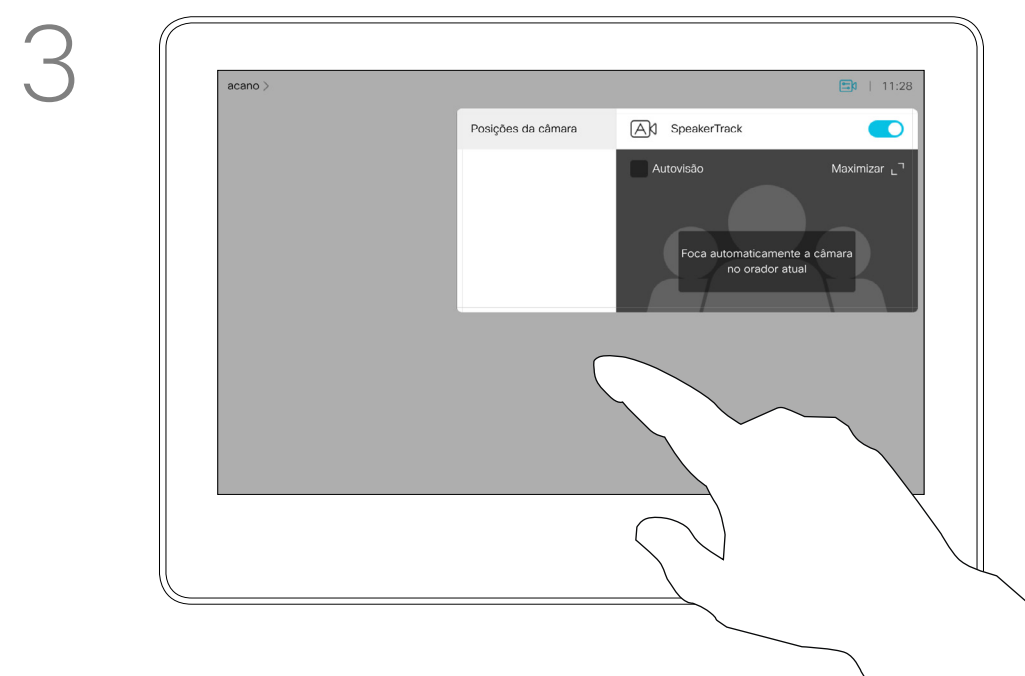 3
acano >
| 11:28
Posições da câmara
A SpeakerTrack
Autovisão
Maximizar
Foca automaticamente a câmara
no orador atual